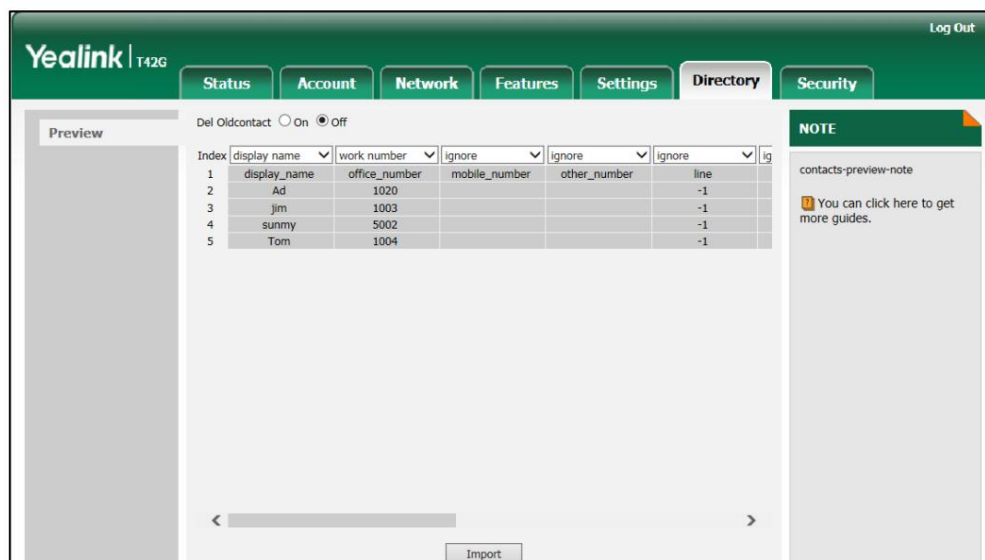 Log Out
Yealink | T42G
Status Account Network Features Settings Directory Security
Preview
Del Oldcontact On Off
NOTE
Index display name work number ignore ignore ignore ig
1 display_name office_number mobile_number other_number line
2 Ad 1020 -1
3 jim 1003 -1
4 sunmy 5002 -1
5 Tom 1004 -1
contacts-preview-note
You can click here to get
more guides.
Import